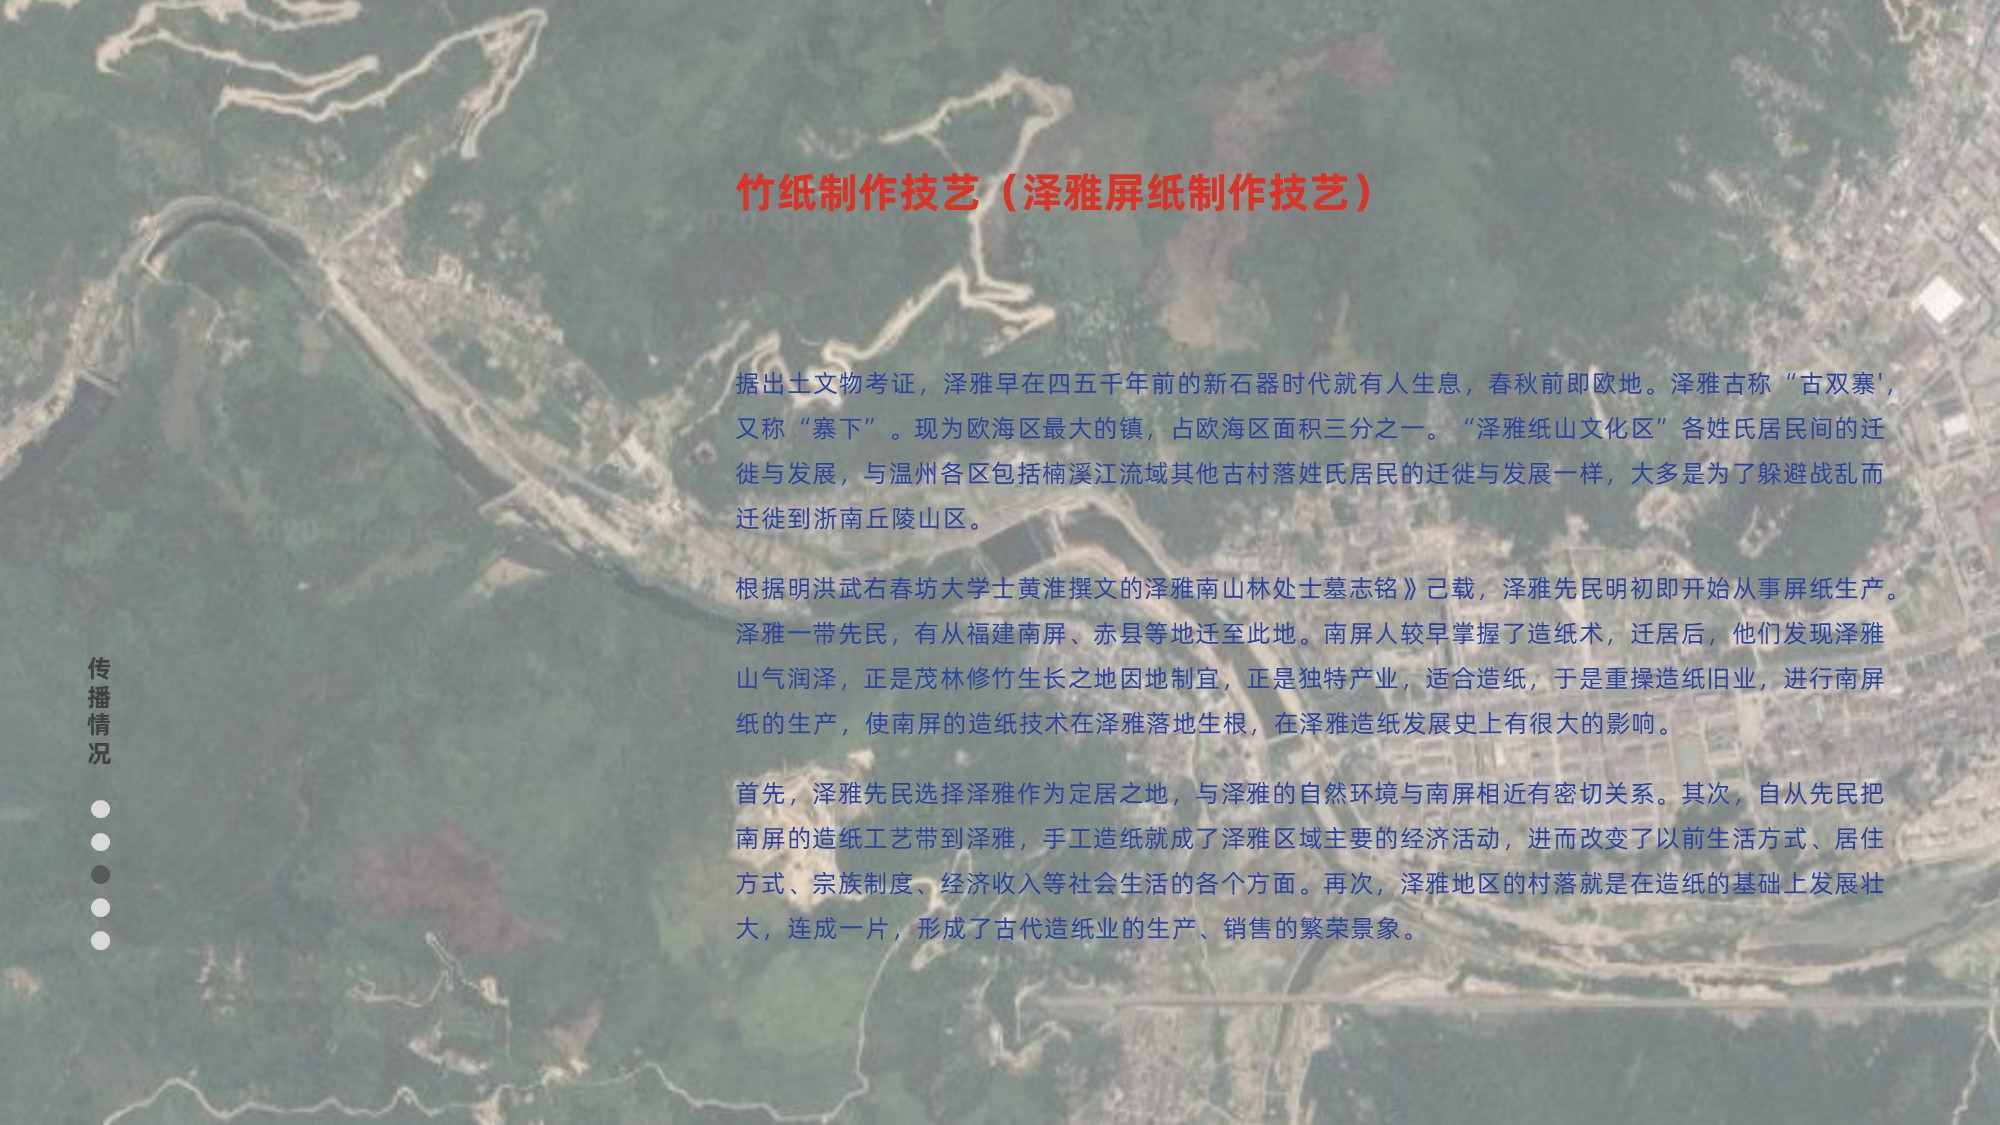 竹纸制作技艺（泽雅屏纸制作技艺）
据出土文物考证，泽雅早在四五千年前的新石器时代就有人生息，春秋前即欧地。泽雅古称“古双寨'，
又称“寨下”。现为欧海区最大的镇，占欧海区面积三分之一。“泽雅纸山文化区”各姓氏居民间的迁
徙与发展，与温州各区包括楠溪江流域其他古村落姓氏居民的迁徙与发展一样，大多是为了躲避战乱而
迁徙到浙南丘陵山区。
根据明洪武右春坊大学士黄淮撰文的泽雅南山林处士墓志铭》己载，泽雅先民明初即开始从事屏纸生产。
泽雅一带先民，有从福建南屏、赤县等地迁至此地。南屏人较早掌握了造纸术，迁居后，他们发现泽雅
山气润泽，正是茂林修竹生长之地因地制宜，正是独特产业，适合造纸，于是重操造纸旧业，进行南屏
纸的生产，使南屏的造纸技术在泽雅落地生根，在泽雅造纸发展史上有很大的影响。
首先，泽雅先民选择泽雅作为定居之地，与泽雅的自然环境与南屏相近有密切关系。其次，自从先民把
南屏的造纸工艺带到泽雅，手工造纸就成了泽雅区域主要的经济活动，进而改变了以前生活方式、居住
方式、宗族制度、经济收入等社会生活的各个方面。再次，泽雅地区的村落就是在造纸的基础上发展壮
大，连成一片，形成了古代造纸业的生产、销售的繁荣景象。
传播情况